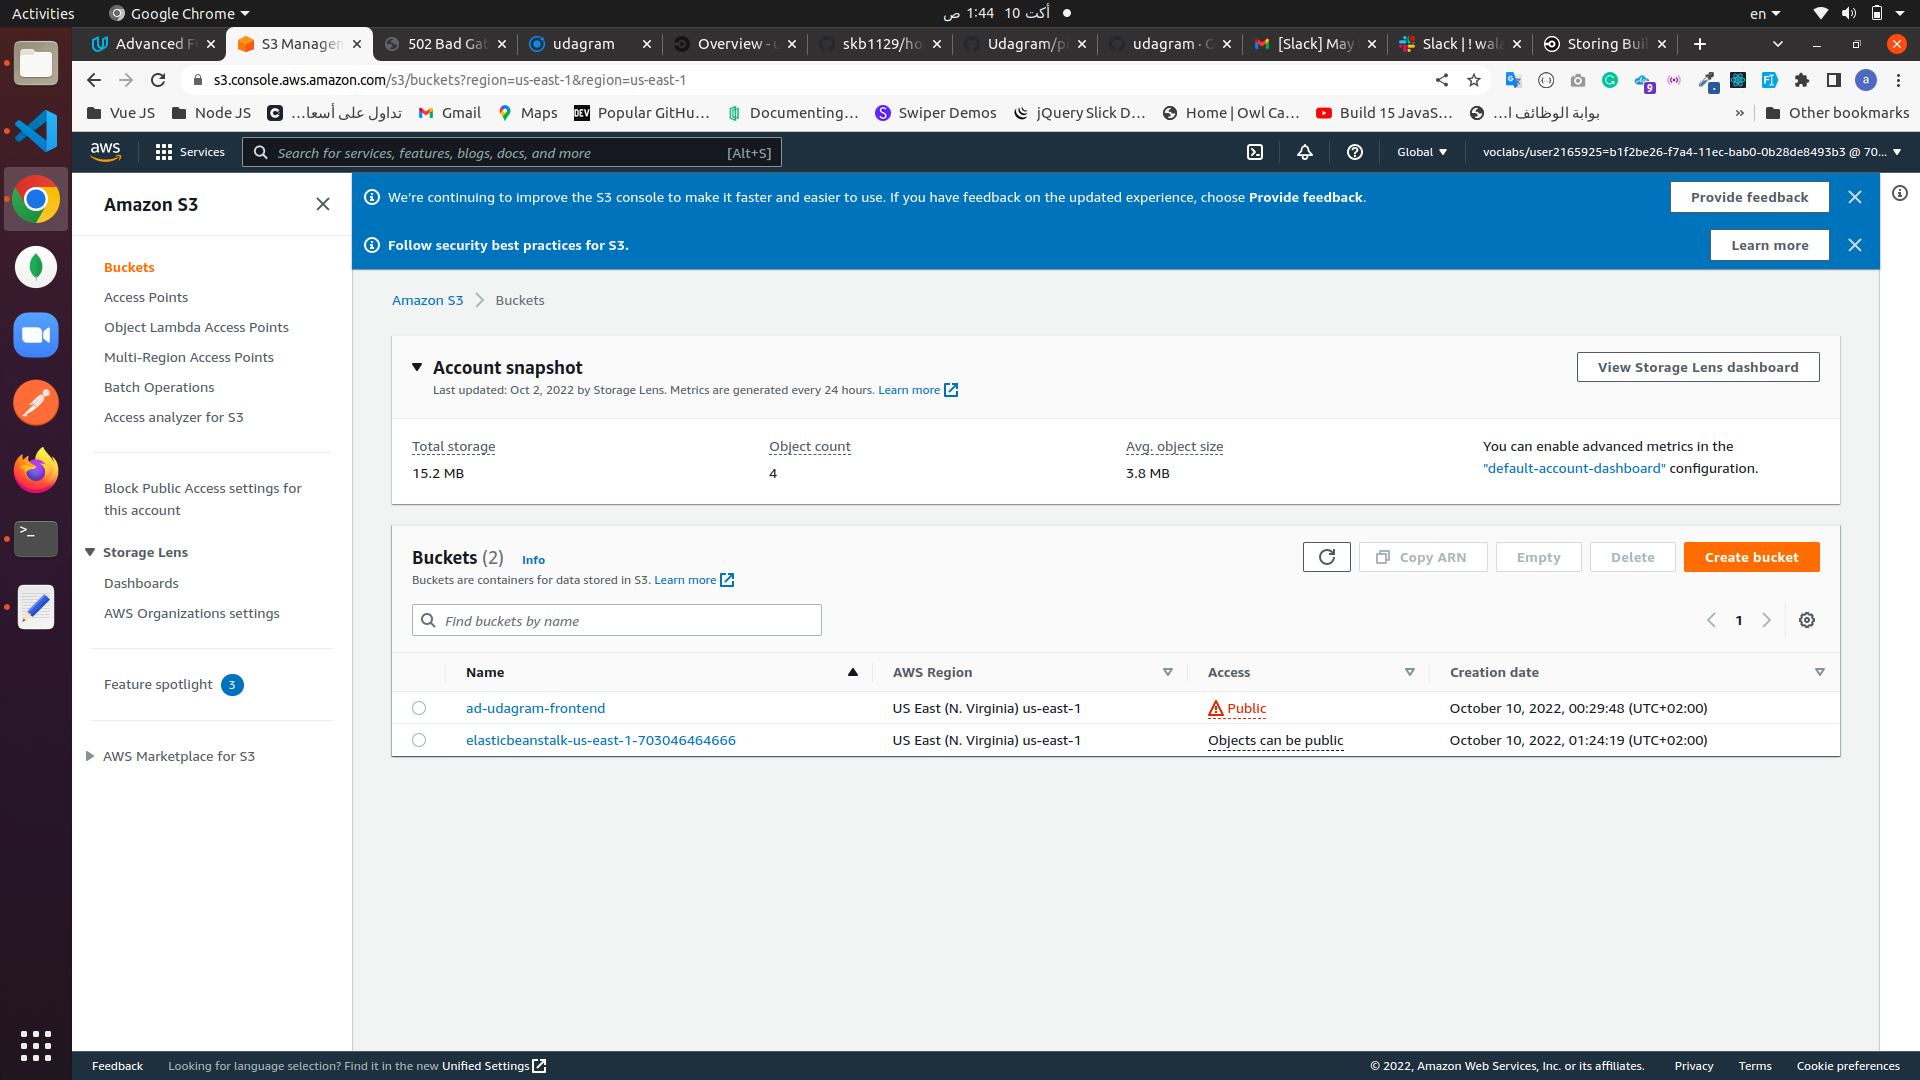 Activities
Google Chrome
1:44 ص  10 أكت
en
Advanced F
S3 Managem
502 Bad Gat
udagram
Overview - u
skb1129/ho
Udagram/pi
udagram · G
[Slack] May
Slack | ! wala
Storing Buil
s3.console.aws.amazon.com/s3/buckets?region=us-east-1&region=us-east-1
9
a
Vue JS
Node JS
تداول على أسعا...
Gmail
Maps
DEV
Popular GitHu...
Documenting...
Swiper Demos
jQuery Slick D...
Home | Owl Ca...
Build 15 JavaS...
بوابة الوظائف ا...
»
Other bookmarks
aws
Services
Search for services, features, blogs, docs, and more
[Alt+S]
Global
voclabs/user2165925=b1f2be26-f7a4-11ec-bab0-0b28de8493b3 @ 70...
Amazon S3
Buckets
Access Points
Object Lambda Access Points
Multi-Region Access Points
Batch Operations
Access analyzer for S3
Block Public Access settings for
this account
Storage Lens
Dashboards
AWS Organizations settings
Feature spotlight 3
AWS Marketplace for S3
We're continuing to improve the S3 console to make it faster and easier to use. If you have feedback on the updated experience, choose Provide feedback.
Provide feedback
Follow security best practices for S3.
Learn more
Amazon S3
Buckets
Account snapshot
Last updated: Oct 2, 2022 by Storage Lens. Metrics are generated every 24 hours. Learn more
View Storage Lens dashboard
Total storage
15.2 MB
Object count
4
Avg. object size
3.8 MB
You can enable advanced metrics in the
"default-account-dashboard" configuration.
Buckets (2) Info
Buckets are containers for data stored in S3. Learn more
Copy ARN
Empty
Delete
Create bucket
Find buckets by name
1
Name AWS Region Access Creation date
ad-udagram-frontend US East (N. Virginia) us-east-1 Public October 10, 2022, 00:29:48 (UTC+02:00)
elasticbeanstalk-us-east-1-703046464666 US East (N. Virginia) us-east-1 Objects can be public October 10, 2022, 01:24:19 (UTC+02:00)
Feedback
Looking for language selection? Find it in the new Unified Settings
© 2022, Amazon Web Services, Inc. or its affiliates.
Privacy
Terms
Cookie preferences